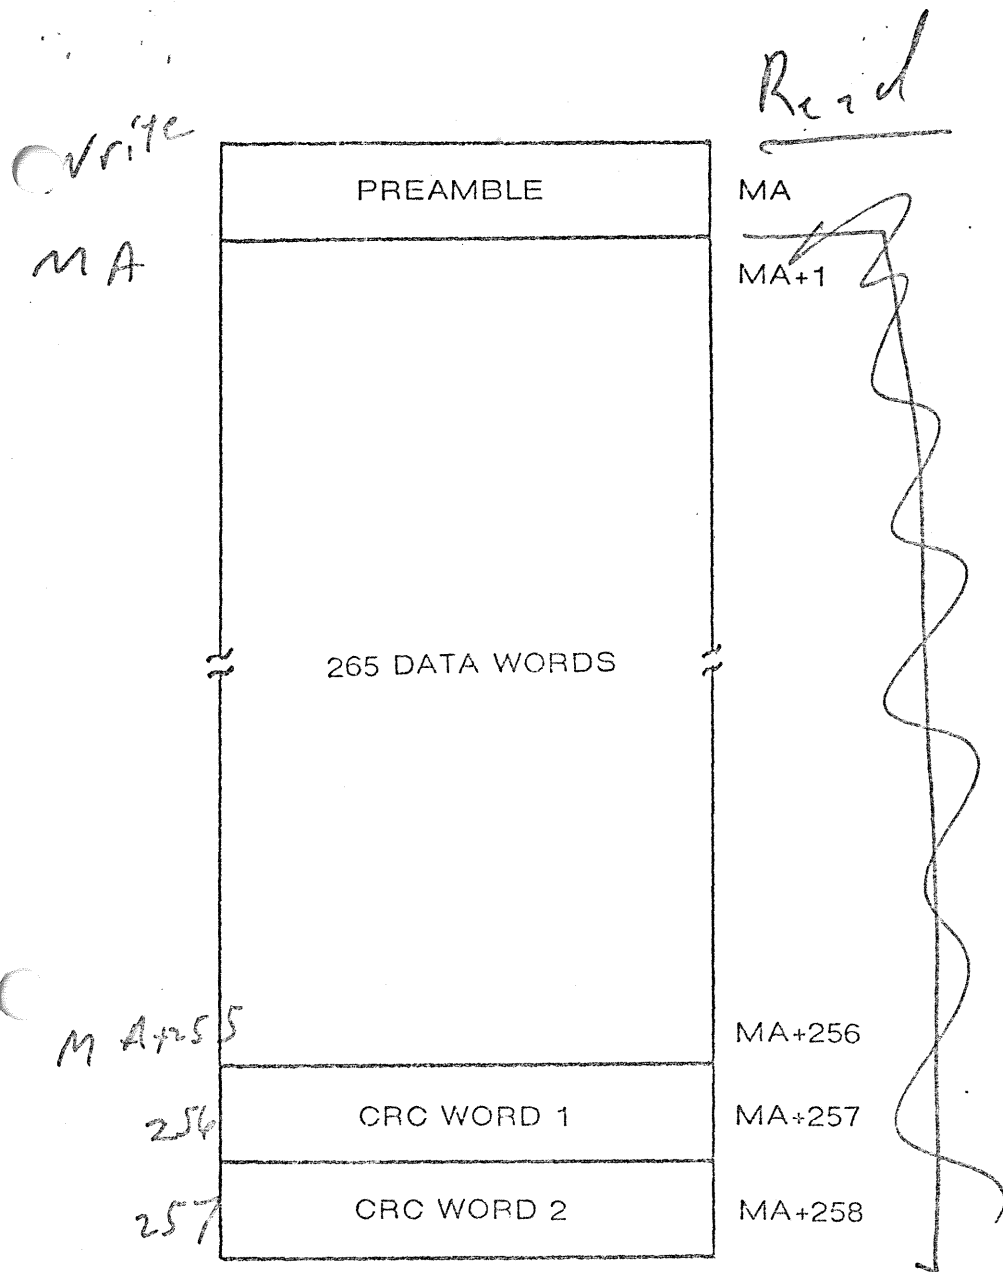 Read
Write
PREAMBLE MA
MA MA+1
265 DATA WORDS
MA+255 MA+256
256 CRC WORD 1 MA+257
257 CRC WORD 2 MA+258